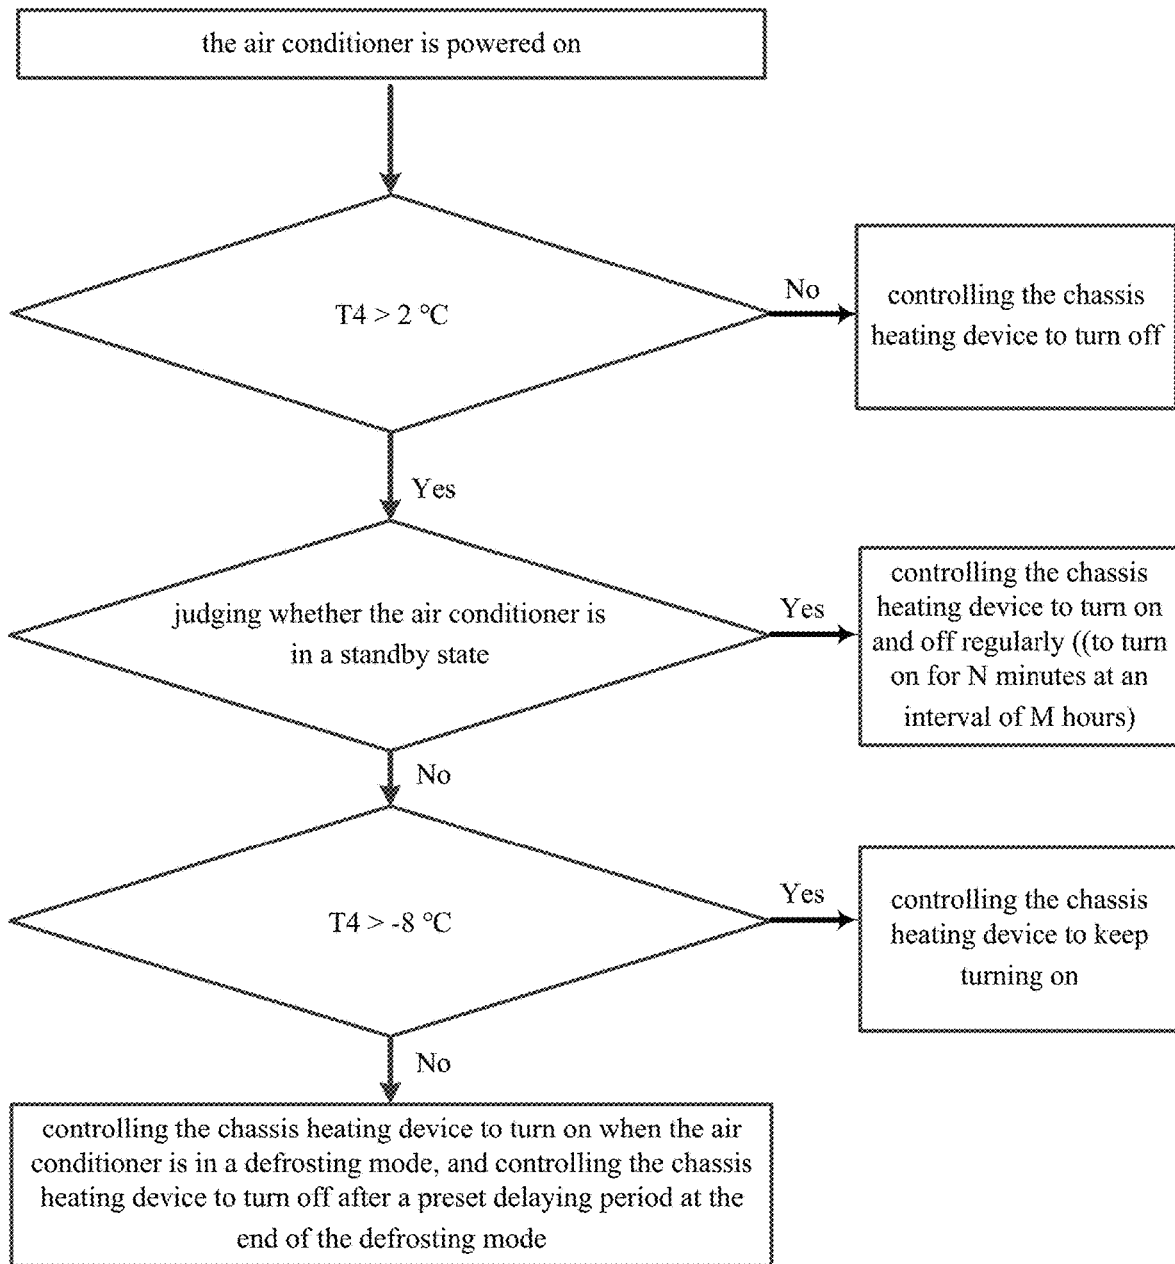 the air conditioner is powered on
T4 > 2 °C
No
controlling the chassis
heating device to turn off
Yes
judging whether the air conditioner is
in a standby state
Yes
controlling the chassis
heating device to turn on
and off regularly ((to turn
on for N minutes at an
interval of M hours)
No
T4 > -8 °C
Yes
controlling the chassis
heating device to keep
turning on
No
controlling the chassis heating device to turn on when the air
conditioner is in a defrosting mode, and controlling the chassis
heating device to turn off after a preset delaying period at the
end of the defrosting mode